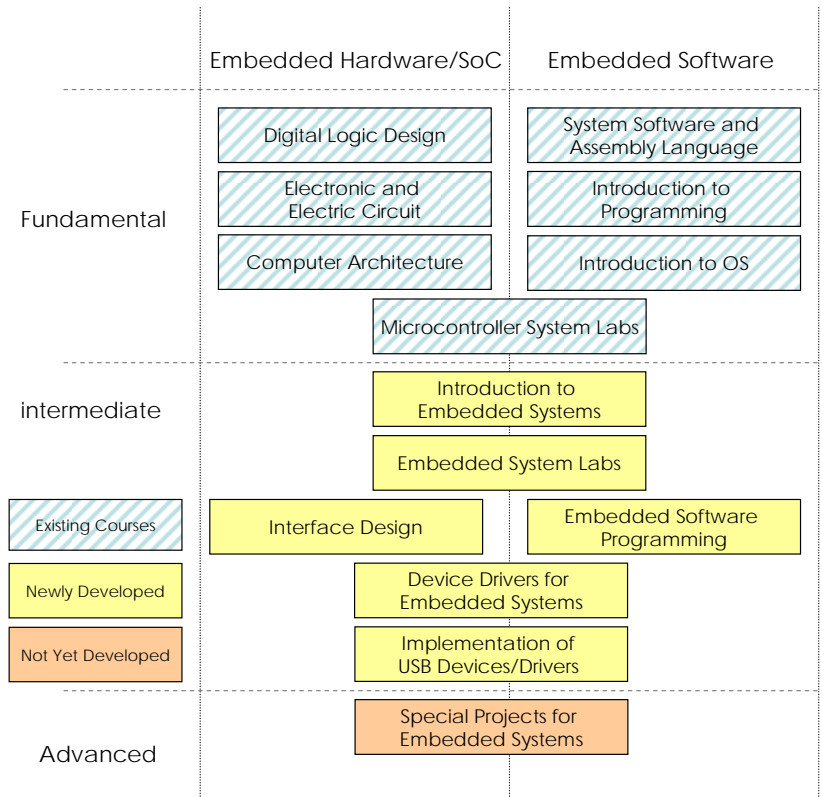 Embedded Hardware/SoC
Embedded Software
Fundamental
Digital Logic Design
System Software and
Assembly Language
Electronic and
Electric Circuit
Introduction to
Programming
Computer Architecture
Introduction to OS
Microcontroller System Labs
intermediate
Introduction to
Embedded Systems
Embedded System Labs
Existing Courses
Interface Design
Embedded Software
Programming
Newly Developed
Device Drivers for
Embedded Systems
Not Yet Developed
Implementation of
USB Devices/Drivers
Advanced
Special Projects for
Embedded Systems